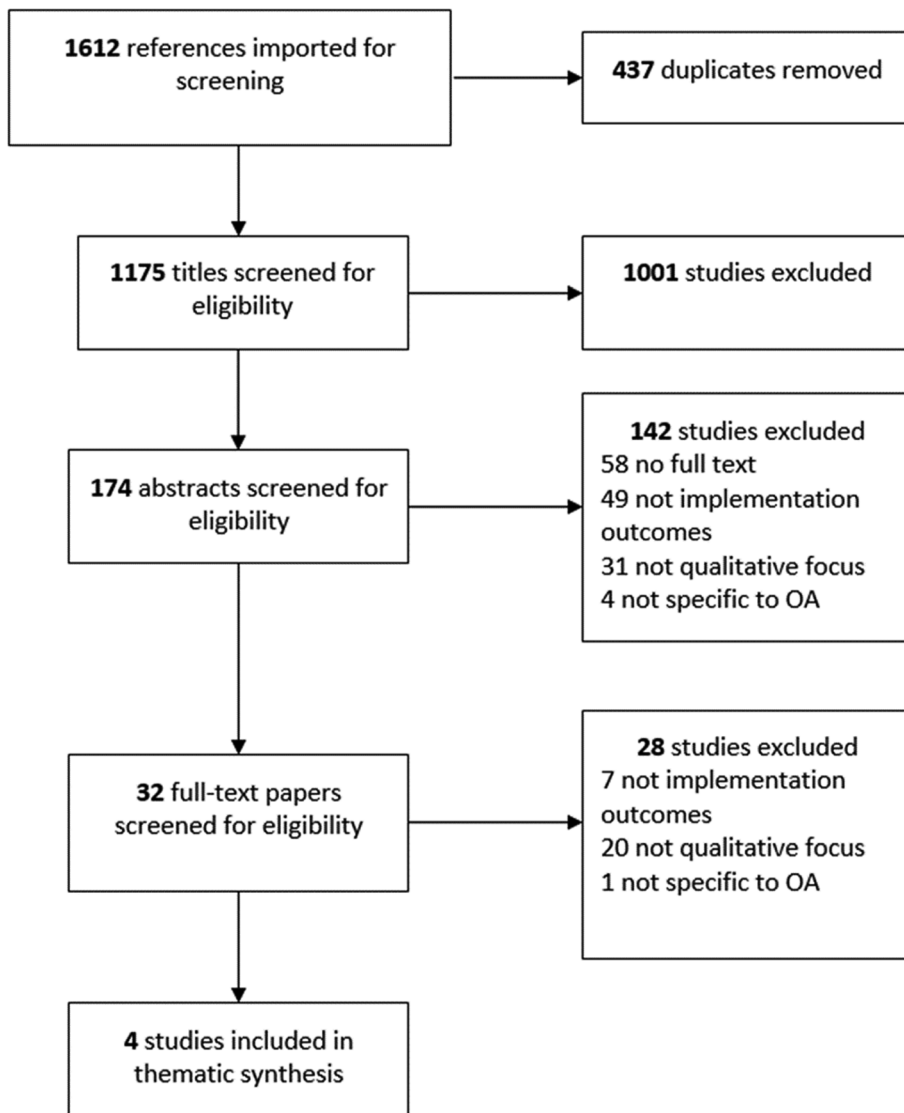 1612 references imported for
screening
437 duplicates removed
1175 titles screened for
eligibility
1001 studies excluded
174 abstracts screened for
eligibility
142 studies excluded
58 no full text
49 not implementation
outcomes
31 not qualitative focus
4 not specific to OA
32 full-text papers
screened for eligibility
28 studies excluded
7 not implementation
outcomes
20 not qualitative focus
1 not specific to OA
4 studies included in
thematic synthesis